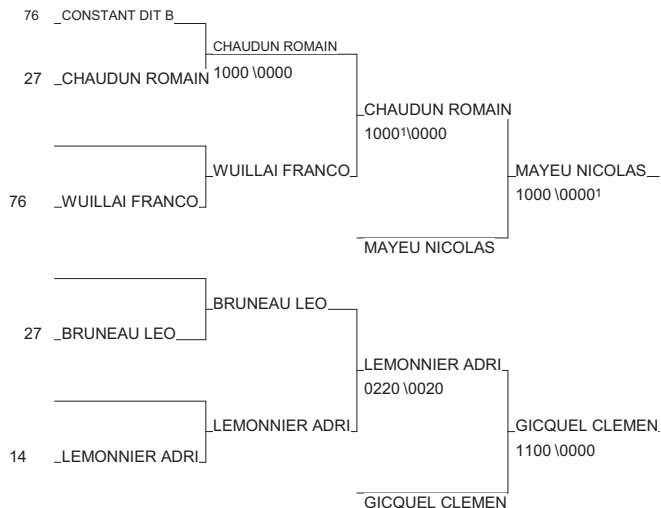 76 CONSTANT DIT B
CHAUDUN ROMAIN
27 CHAUDUN ROMAIN
1000 \0000
CHAUDUN ROMAIN
1000¹\0000
WUILLAI FRANCO
MAYEU NICOLAS
1000 \0000¹
76 WUILLAI FRANCO
MAYEU NICOLAS
BRUNEAU LEO
27 BRUNEAU LEO
LEMONNIER ADRI
0220 \0020
LEMONNIER ADRI
GICQUEL CLEMEN
1100 \0000
14 LEMONNIER ADRI
GICQUEL CLEMEN